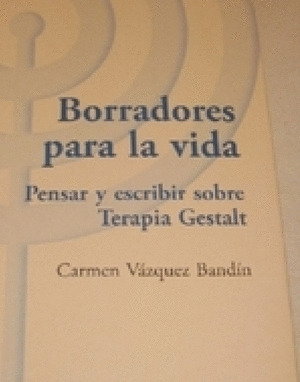 Borradores
para la vida
Pensar y escribir sobre
Terapia Gestalt
Carmen Vázquez Bandín